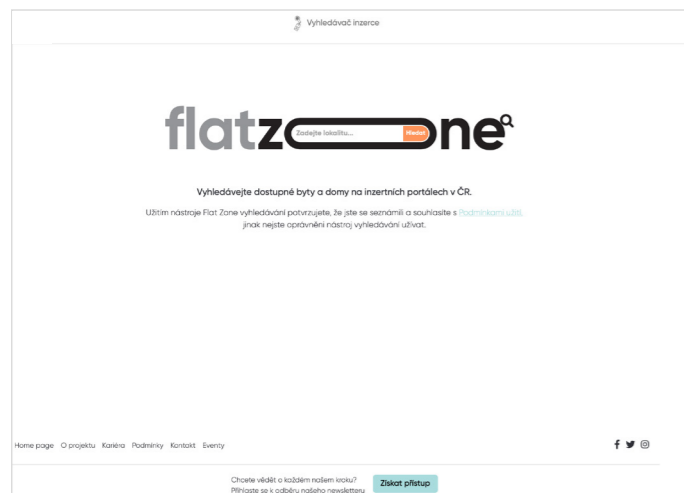 Vyhledávač inzerce
flatzone
Zadejte lokalitu...
Hledat
Vyhledávejte dostupné byty a domy na inzertních portálech v ČR.
Užitím nástroje Flat Zone vyhledávání potvrzujete, že jste se seznámili a souhlasíte s Podmínkami užití,
jinak nejste oprávněni nástroj vyhledávání užívat.
Home page O projektu Kariéra Podmínky Kontakt Eventy
Chcete vědět o každém našem kroku?
Přihlaste se k odběru našeho newsletteru
Získat přístup